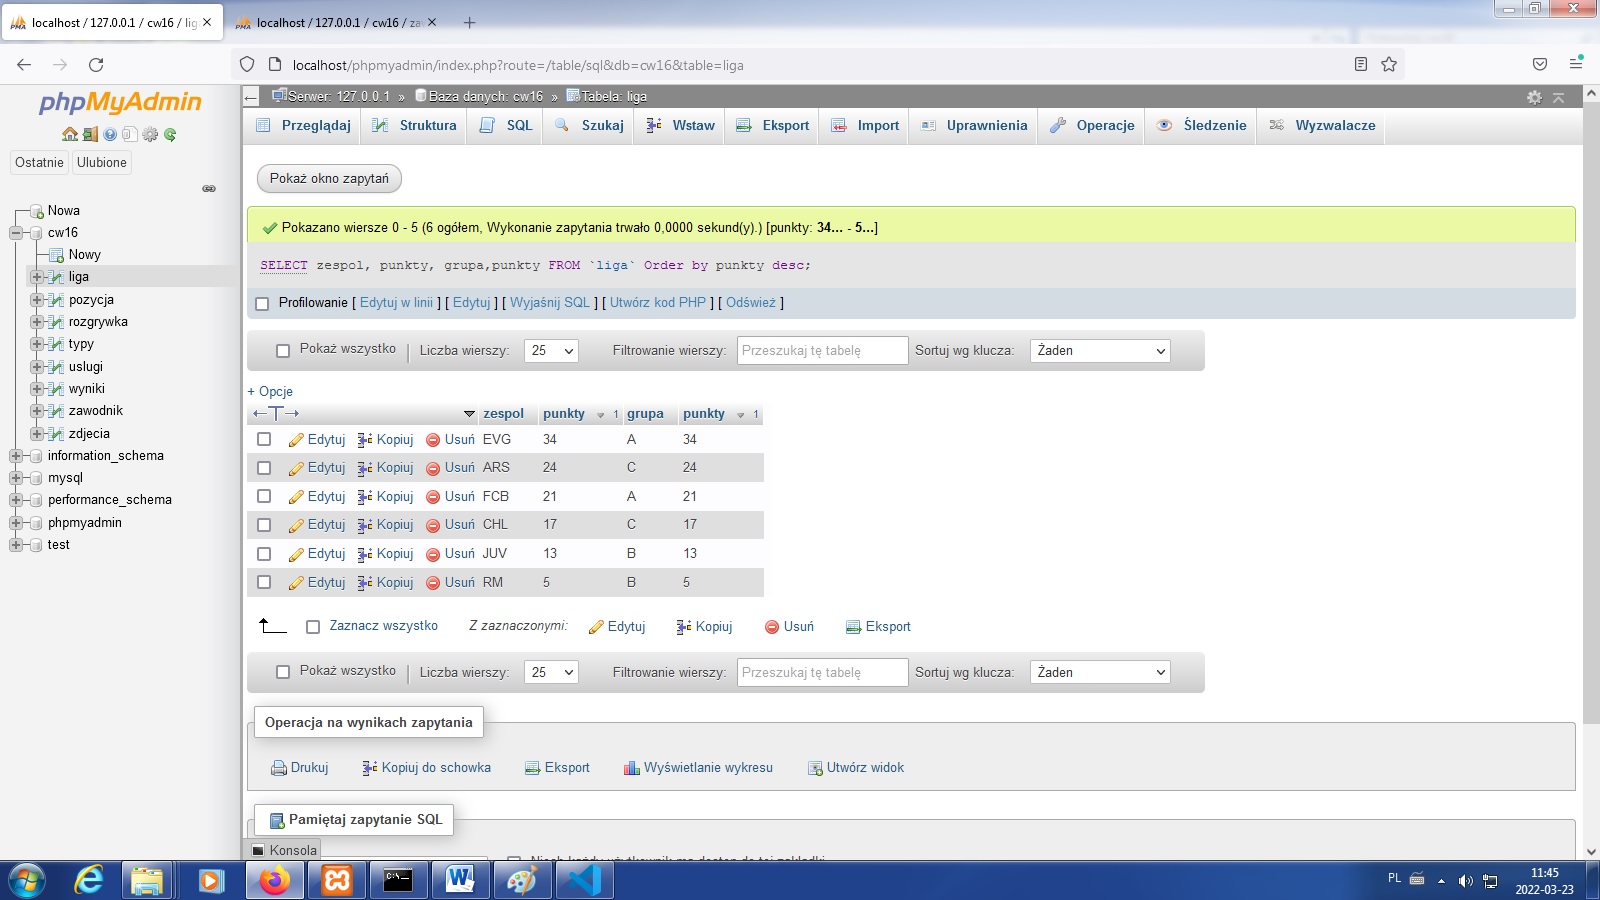 localhost / 127.0.0.1 / cw16 / lig
localhost / 127.0.0.1 / cw16 / za
localhost/phpmyadmin/index.php?route=/table/sql&db=cw16&table=liga
phpMyAdmin
Ostatnie Ulubione
Nowa
cw16
Nowy
liga
pozycja
rozgrywka
typy
uslugi
wyniki
zawodnik
zdjecia
information_schema
mysql
performance_schema
phpmyadmin
test
Serwer: 127.0.0.1 » Baza danych: cw16 » Tabela: liga
Przeglądaj Struktura SQL Szukaj Wstaw Eksport Import Uprawnienia Operacje Śledzenie Wyzwalacze
Pokaż okno zapytań
Pokazano wiersze 0 - 5 (6 ogółem, Wykonanie zapytania trwało 0,0000 sekund(y).) [punkty: 34... - 5...]
SELECT zespol, punkty, grupa,punkty FROM `liga` Order by punkty desc;
Profilowanie [ Edytuj w linii ] [ Edytuj ] [ Wyjaśnij SQL ] [ Utwórz kod PHP ] [ Odśwież ]
Pokaż wszystko | Liczba wierszy: 25 Filtrowanie wierszy: Przeszukaj tę tabelę Sortuj wg klucza: Żaden
+ Opcje
zespol punkty 1 grupa punkty 1
Edytuj Kopiuj Usuń EVG 34 A 34
Edytuj Kopiuj Usuń ARS 24 C 24
Edytuj Kopiuj Usuń FCB 21 A 21
Edytuj Kopiuj Usuń CHL 17 C 17
Edytuj Kopiuj Usuń JUV 13 B 13
Edytuj Kopiuj Usuń RM 5 B 5
Zaznacz wszystko Z zaznaczonymi: Edytuj Kopiuj Usuń Eksport
Pokaż wszystko | Liczba wierszy: 25 Filtrowanie wierszy: Przeszukaj tę tabelę Sortuj wg klucza: Żaden
Operacja na wynikach zapytania
Drukuj Kopiuj do schowka Eksport Wyświetlanie wykresu Utwórz widok
Pamiętaj zapytanie SQL
Konsola
Niech każdy użytkownik ma dostęp do tej zakładki
PL
11:45
2022-03-23